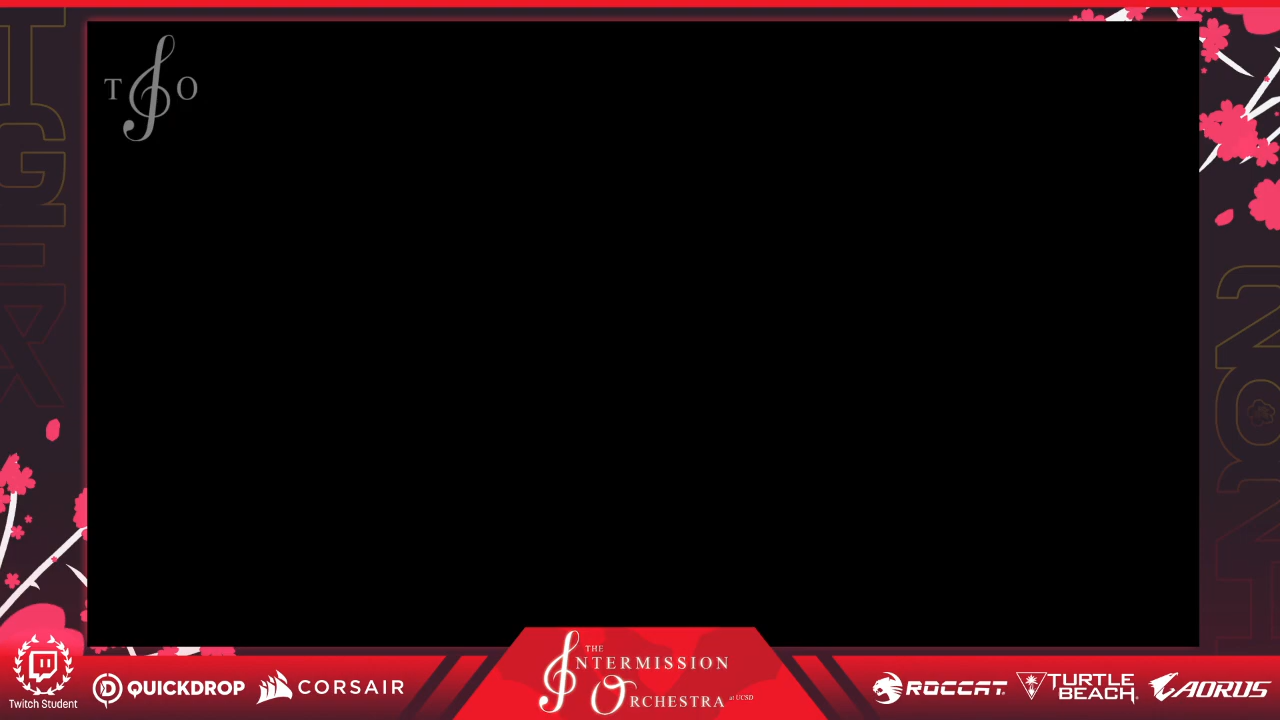 T O
THE
INTERMISSION
ORCHESTRA at UCSD
Twitch Student
QUICKDROP
CORSAIR
ROCCAT
TURTLE
BEACH
AORUS